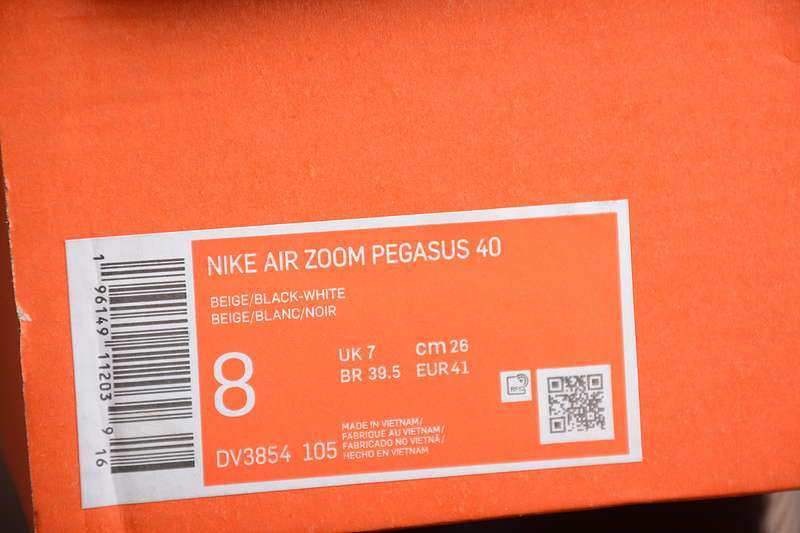 1 96149 11203 9 16
NIKE AIR ZOOM PEGASUS 40
BEIGE/BLACK-WHITE
BEIGE/BLANC/NOIR
8
UK 7 cm 26
BR 39.5 EUR 41
RFID
DV3854 105
MADE IN VIETNAM/
FABRIQUE AU VIETNAM/
FABRICADO NO VIETNÃ/
HECHO EN VIETNAM